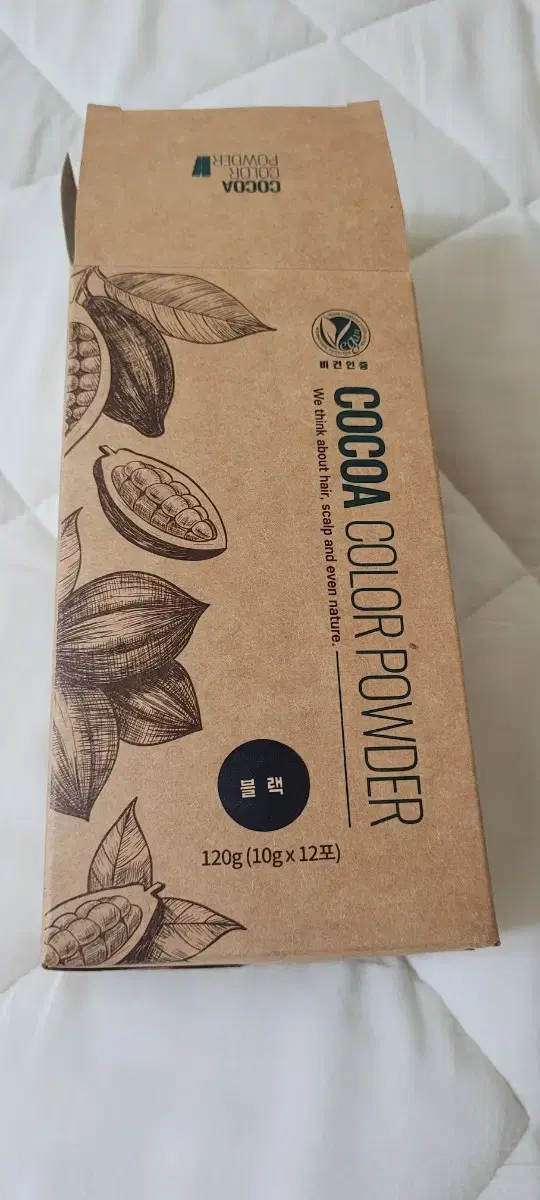 COCOA
COLOR
POWDER
비건인증
COCOA COLOR POWDER
We think about hair, scalp and even nature.
블랙
120g (10g x 12포)